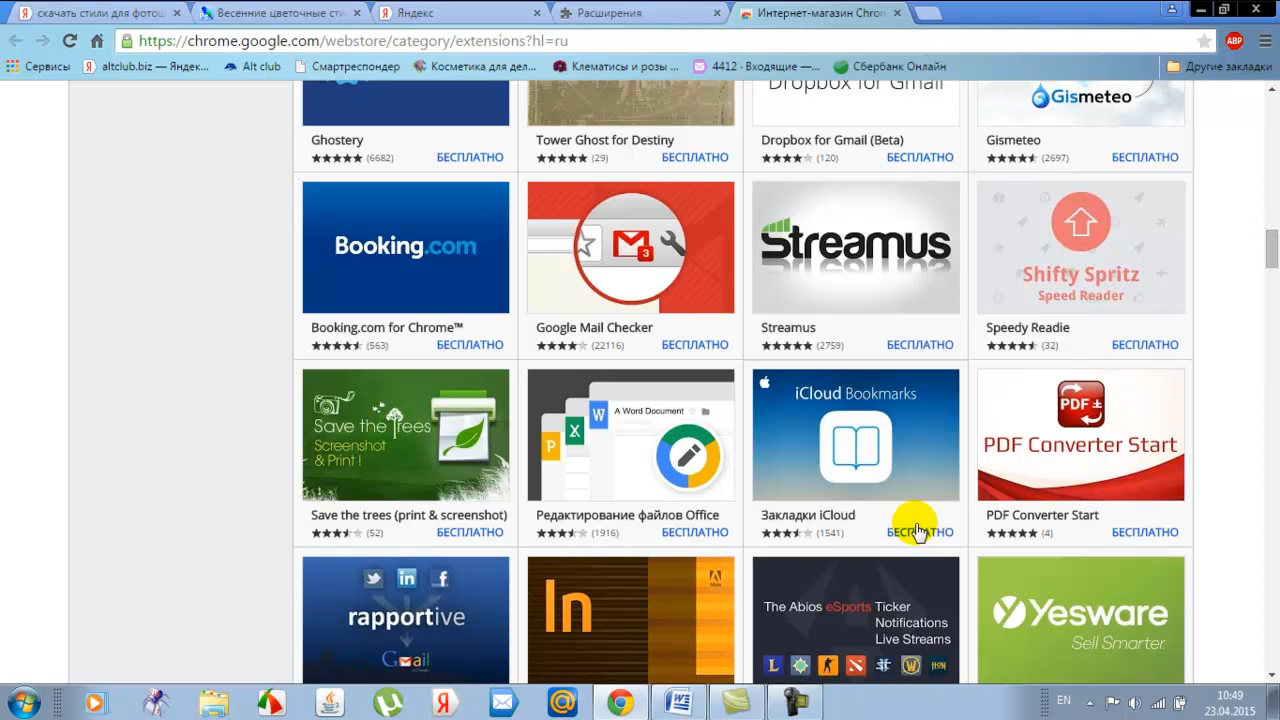 скачать стили для фотош
Весенние цветочные сти
Яндекс
Расширения
Интернет-магазин Chron
https://chrome.google.com/webstore/category/extensions?hl=ru
ABP
Сервисы
altclub.biz — Яндек...
Alt club
Смартреспондер
Косметика для дел...
Клематисы и розы ...
4412 · Входящие —...
Сбербанк Онлайн
Другие закладки
Dropbox for Gmail
Gismeteo
Ghostery
(6682)
БЕСПЛАТНО
Tower Ghost for Destiny
(29)
БЕСПЛАТНО
Dropbox for Gmail (Beta)
(120)
БЕСПЛАТНО
Gismeteo
(2697)
БЕСПЛАТНО
Booking.com
3
Streamus
Shifty Spritz
Speed Reader
Booking.com for Chrome™
(563)
БЕСПЛАТНО
Google Mail Checker
(22116)
БЕСПЛАТНО
Streamus
(2759)
БЕСПЛАТНО
Speedy Readie
(32)
БЕСПЛАТНО
Save the Trees
Screenshot
& Print !
A Word Document
W
X
P
iCloud Bookmarks
PDF ±
PDF Converter Start
Save the trees (print & screenshot)
(52)
БЕСПЛАТНО
Редактирование файлов Office
(1916)
БЕСПЛАТНО
Закладки iCloud
(1541)
БЕСПЛАТНО
PDF Converter Start
(4)
БЕСПЛАТНО
rapportive
Gmail
In
Adobe
The Abios eSports Ticker
Notifications
Live Streams
Yesware
Sell Smarter.
EN
10:49
23.04.2015